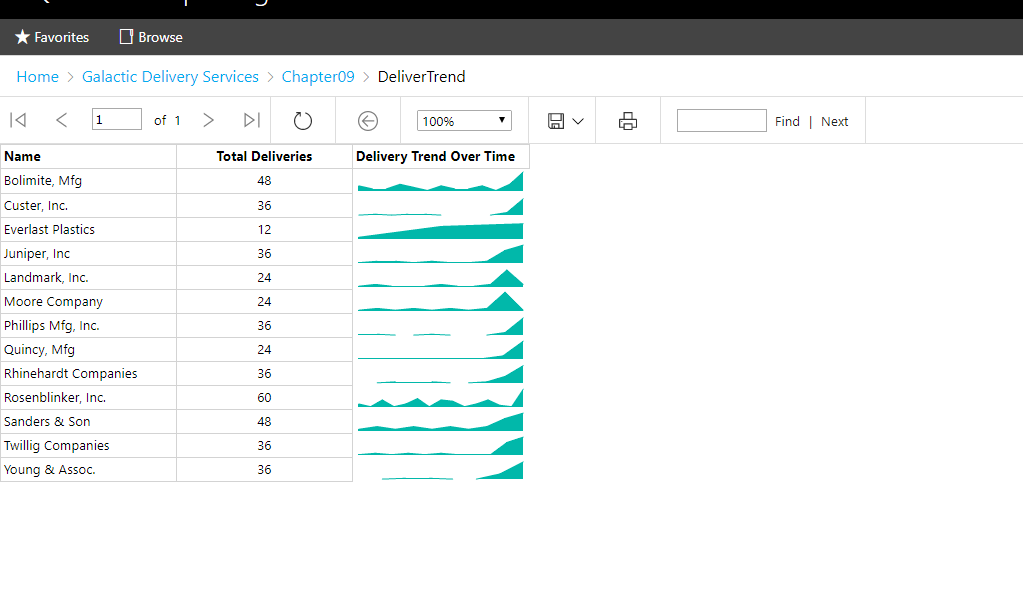 Favorites Browse
Home > Galactic Delivery Services > Chapter09 > DeliverTrend
1 of 1 100% Find | Next
Name Total Deliveries Delivery Trend Over Time
Bolimite, Mfg 48
Custer, Inc. 36
Everlast Plastics 12
Juniper, Inc 36
Landmark, Inc. 24
Moore Company 24
Phillips Mfg, Inc. 36
Quincy, Mfg 24
Rhinehardt Companies 36
Rosenblinker, Inc. 60
Sanders & Son 48
Twillig Companies 36
Young & Assoc. 36